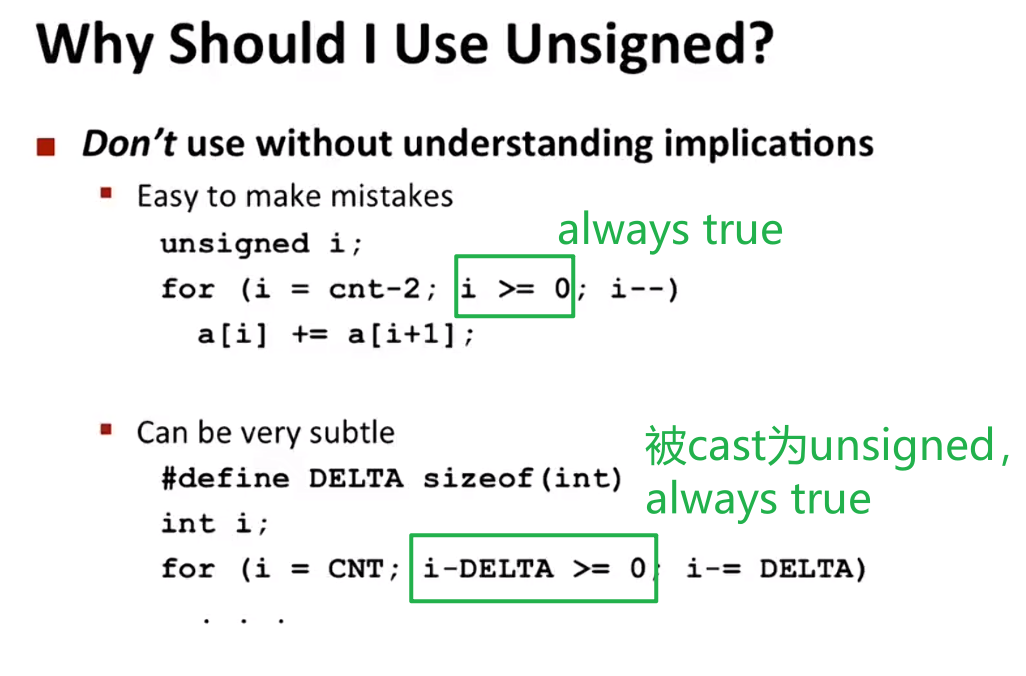 Why Should I Use Unsigned?
Don't use without understanding implications
Easy to make mistakes
always true
unsigned i;
for (i = cnt-2; i >= 0; i--)
a[i] += a[i+1];
Can be very subtle
被cast为unsigned,
always true
#define DELTA sizeof(int)
int i;
for (i = CNT; i-DELTA >= 0; i-= DELTA)
. . .